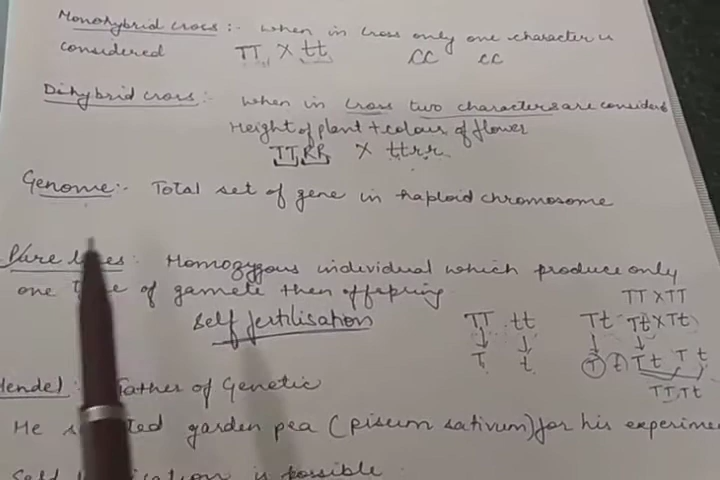 Monohybrid cross :- when in cross only one character is
considered TT X tt CC cc
Dihybrid cross :- When in cross two characters are consider
Height of plant + colour of flower
TTRR X ttrr
Genome :- Total set of gene in haploid chromosome
Pure : Homozygous individual which produce only
one of gamete then offspring TT X TT
Self fertilisation TT tt Tt Tt X Tt
T t T t T t T t
TT, Tt
Mendel : Father of Genetic
He garden pea (pisum sativum) for his experime
is possible